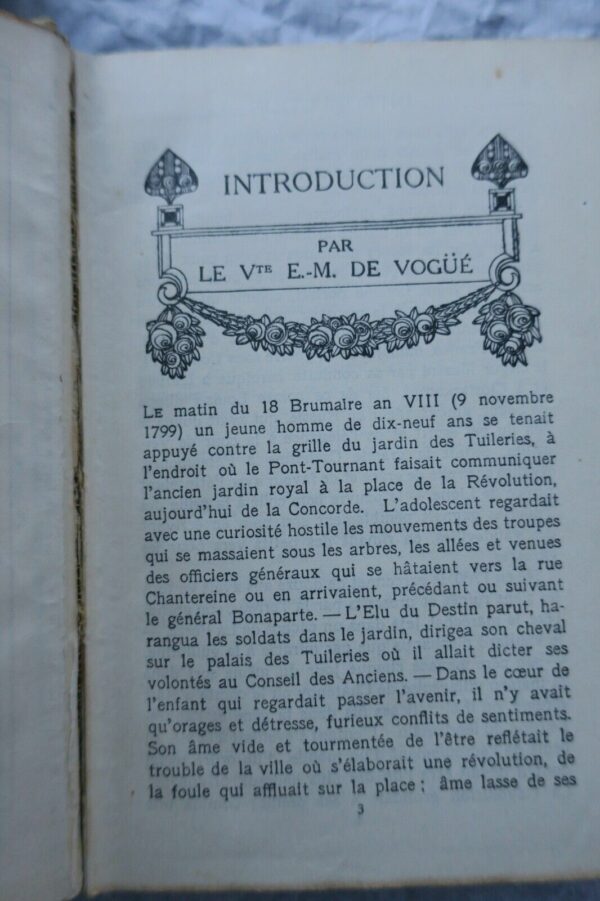 INTRODUCTION
PAR
LE Vᵀᴱ E.-M. DE VOGÜÉ
LE matin du 18 Brumaire an VIII (9 novembre
1799) un jeune homme de dix-neuf ans se tenait
appuyé contre la grille du jardin des Tuileries, à
l'endroit où le Pont-Tournant faisait communiquer
l'ancien jardin royal à la place de la Révolution,
aujourd'hui de la Concorde. L'adolescent regardait
avec une curiosité hostile les mouvements des troupes
qui se massaient sous les arbres, les allées et venues
des officiers généraux qui se hâtaient vers la rue
Chantereine ou en arrivaient, précédant ou suivant
le général Bonaparte. — L'Elu du Destin parut, ha-
rangua les soldats dans le jardin, dirigea son cheval
sur le palais des Tuileries où il allait dicter ses
volontés au Conseil des Anciens. — Dans le cœur de
l'enfant qui regardait passer l'avenir, il n'y avait
qu'orages et détresse, furieux conflits de sentiments.
Son âme vide et tourmentée de l'être reflétait le
trouble de la ville où s'élaborait une révolution, de
la foule qui affluait sur la place ; âme lasse de ses
3